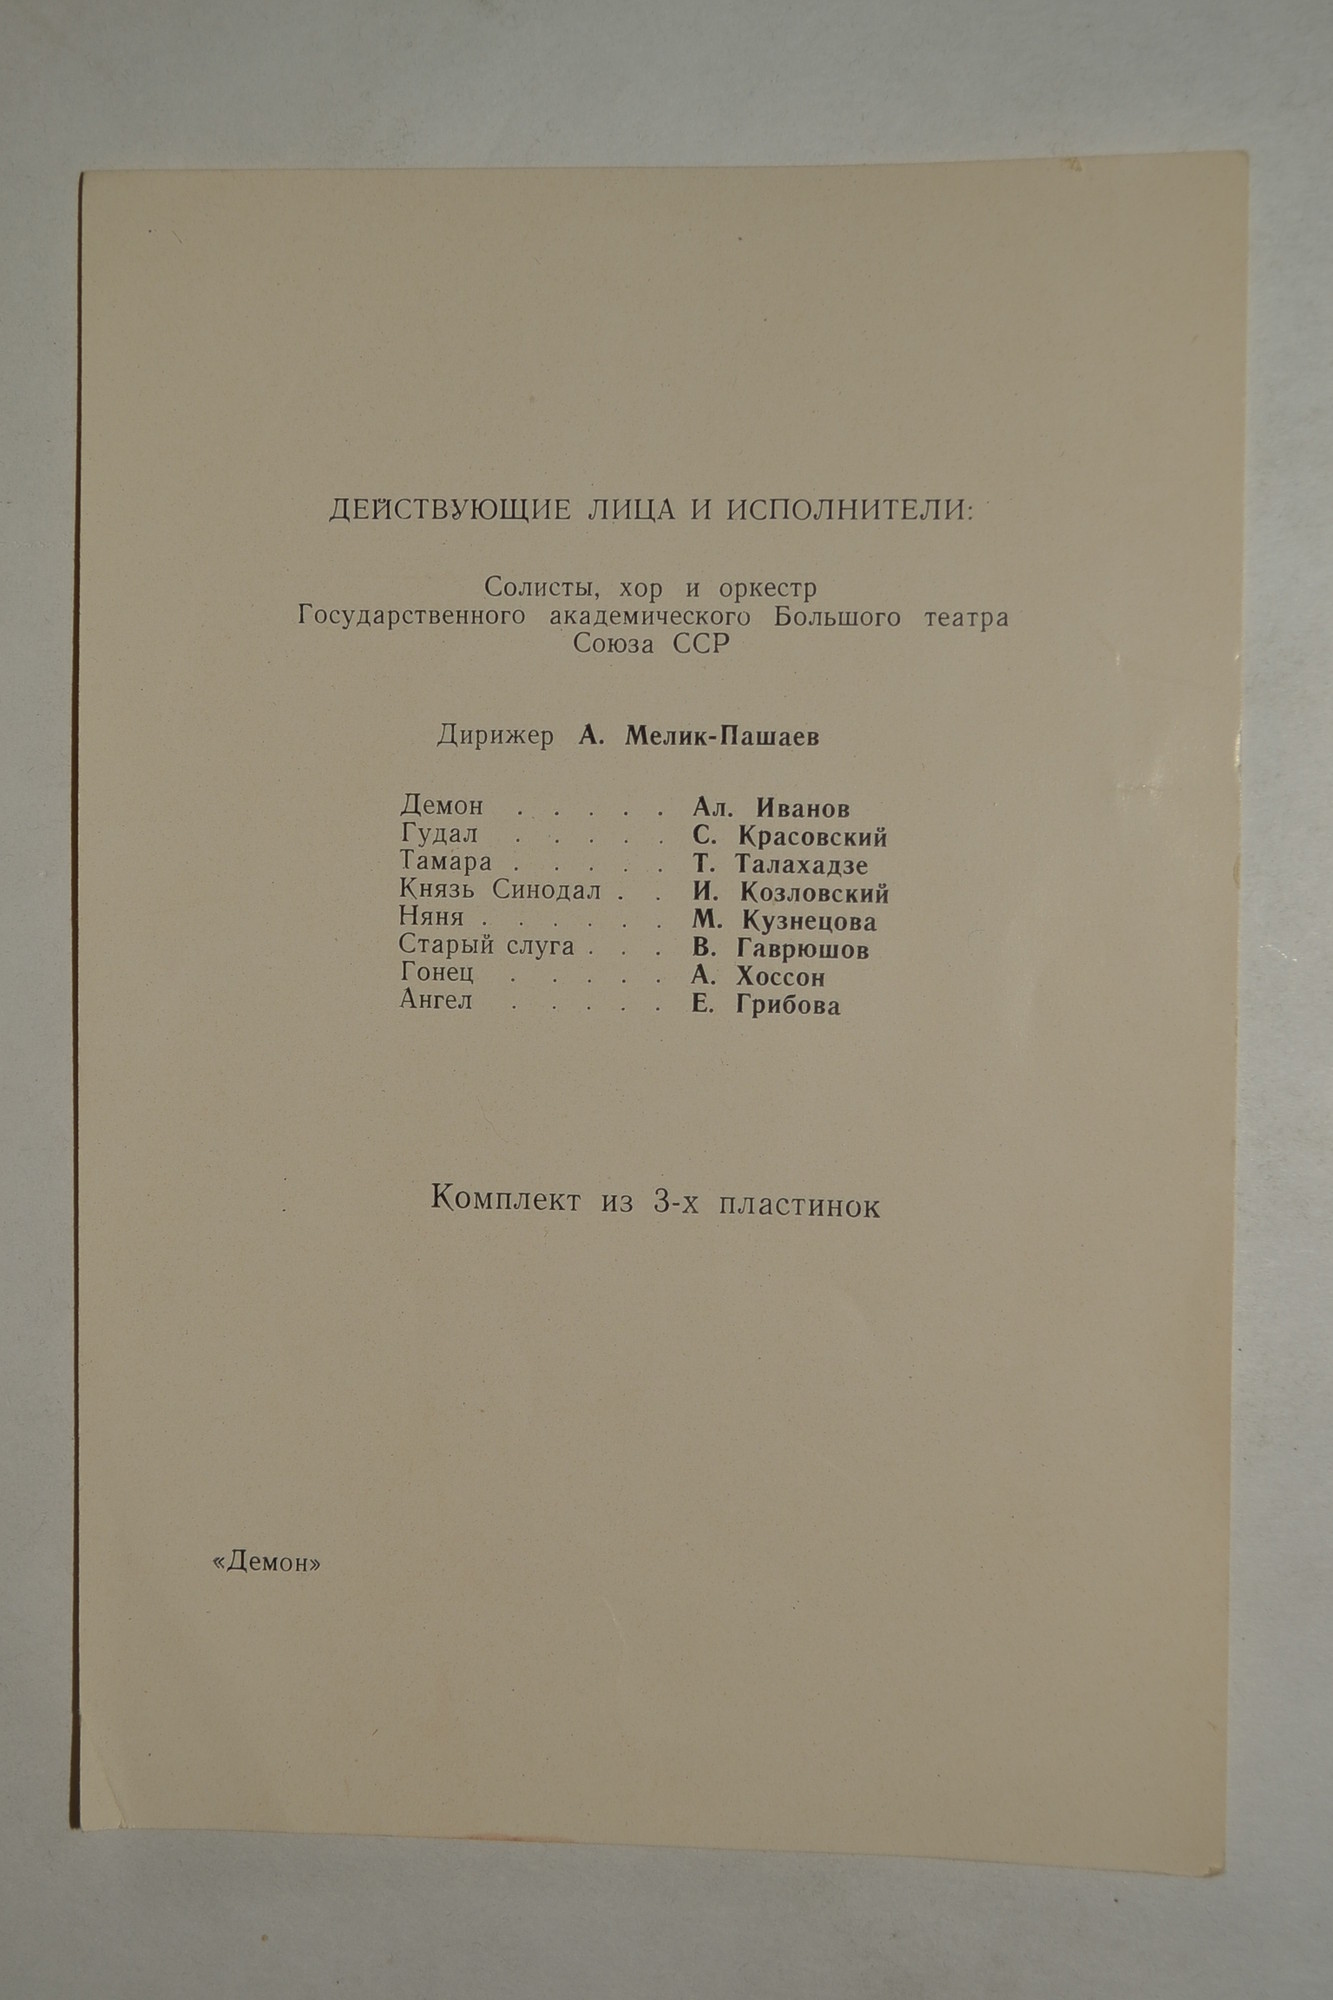 ДЕЙСТВУЮЩИЕ ЛИЦА И ИСПОЛНИТЕЛИ:
Солисты, хор и оркестр
Государственного академического Большого театра
Союза ССР
Дирижер А. Мелик-Пашаев
Демон . . . . . Ал. Иванов
Гудал . . . . . С. Красовский
Тамара . . . . . Т. Талахадзе
Князь Синодал . . И. Козловский
Няня . . . . . . М. Кузнецова
Старый слуга . . . В. Гаврюшов
Гонец . . . . . А. Хоссон
Ангел . . . . . Е. Грибова
Комплект из 3-х пластинок
«Демон»